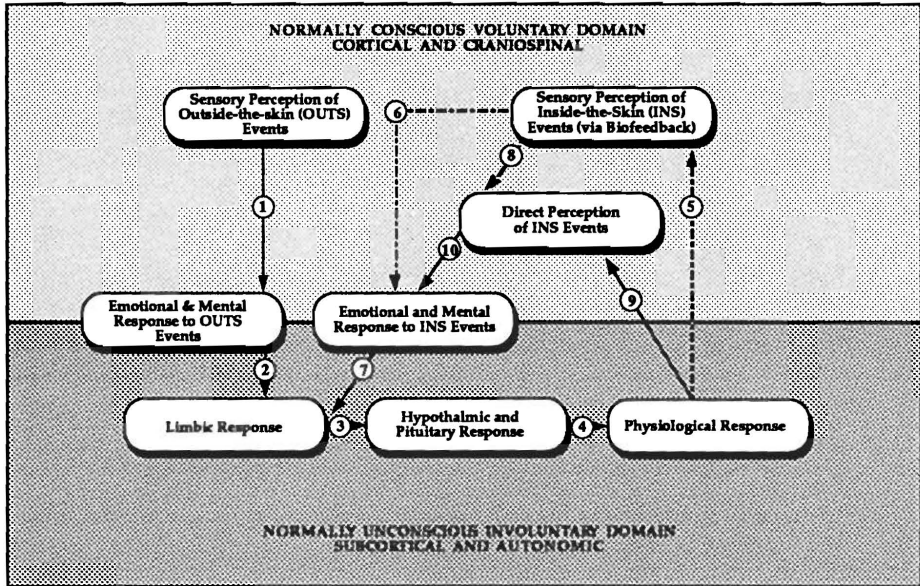 NORMALLY CONSCIOUS VOLUNTARY DOMAIN
CORTICAL AND CRANIOSPINAL
Sensory Perception of
Outside-the-skin (OUTS)
Events
6
Sensory Perception of
Inside-the-Skin (INS)
Events (via Biofeedback)
8
1
5
Direct Perception
of INS Events
10
9
Emotional & Mental
Response to OUTS
Events
Emotional and Mental
Response to INS Events
2
7
Limbic Response
3
Hypothalmic and
Pitultary Response
4
Physiological Response
NORMALLY UNCONSCIOUS INVOLUNTARY DOMAIN
SUBCORTICAL AND AUTONOMIC